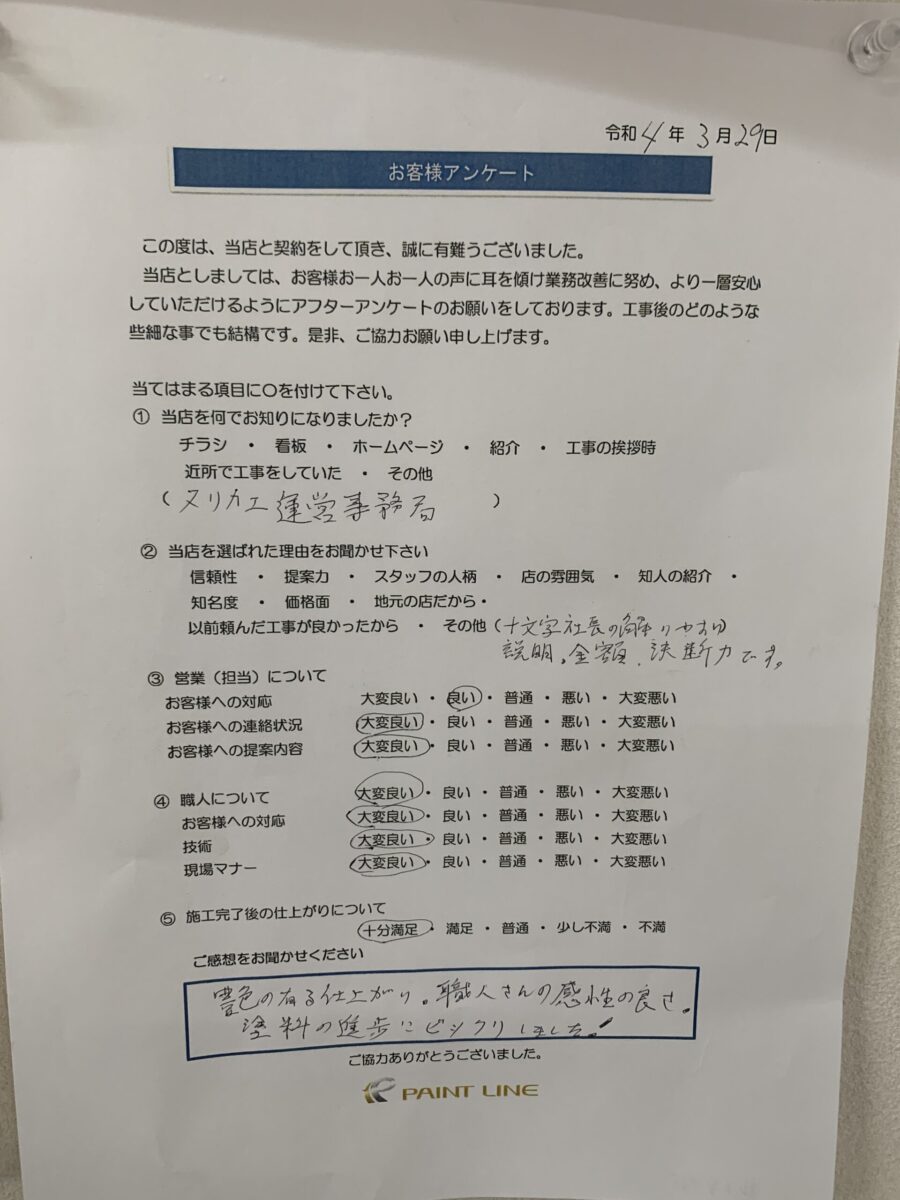 令和4年 3月29日
お客様アンケート
この度は、当店と契約をして頂き、誠に有難うございました。
当店としましては、お客様お一人お一人の声に耳を傾け業務改善に努め、より一層安心
していただけるようにアフターアンケートのお願いをしております。工事後のどのような
些細な事でも結構です。是非、ご協力お願い申し上げます。
当てはまる項目に〇を付けて下さい。
① 当店を何でお知りになりましたか？
チラシ ・ 看板 ・ ホームページ ・ 紹介 ・ 工事の挨拶時
近所で工事をしていた ・ その他
（ヌリカエ運営事務局 ）
② 当店を選ばれた理由をお聞かせ下さい
信頼性 ・ 提案力 ・ スタッフの人柄 ・ 店の雰囲気 ・ 知人の紹介 ・
知名度 ・ 価格面 ・ 地元の店だから・
以前頼んだ工事が良かったから ・ その他（十文字社長の解りやすい
説明。金額、決断力です。
③ 営業（担当）について
お客様への対応 大変良い ・ 良い ・ 普通 ・ 悪い ・ 大変悪い
お客様への連絡状況 大変良い ・ 良い ・ 普通 ・ 悪い ・ 大変悪い
お客様への提案内容 大変良い ・ 良い ・ 普通 ・ 悪い ・ 大変悪い
④ 職人について 大変良い ・ 良い ・ 普通 ・ 悪い ・ 大変悪い
お客様への対応 大変良い ・ 良い ・ 普通 ・ 悪い ・ 大変悪い
技術 大変良い ・ 良い ・ 普通 ・ 悪い ・ 大変悪い
現場マナー 大変良い ・ 良い ・ 普通 ・ 悪い ・ 大変悪い
⑤ 施工完了後の仕上がりについて
十分満足 ・ 満足 ・ 普通 ・ 少し不満 ・ 不満
ご感想をお聞かせください
色の有る仕上がり。職人さんの感性の良さ。
塗料の進歩にビックリしました！
ご協力ありがとうございました。
PAINT LINE